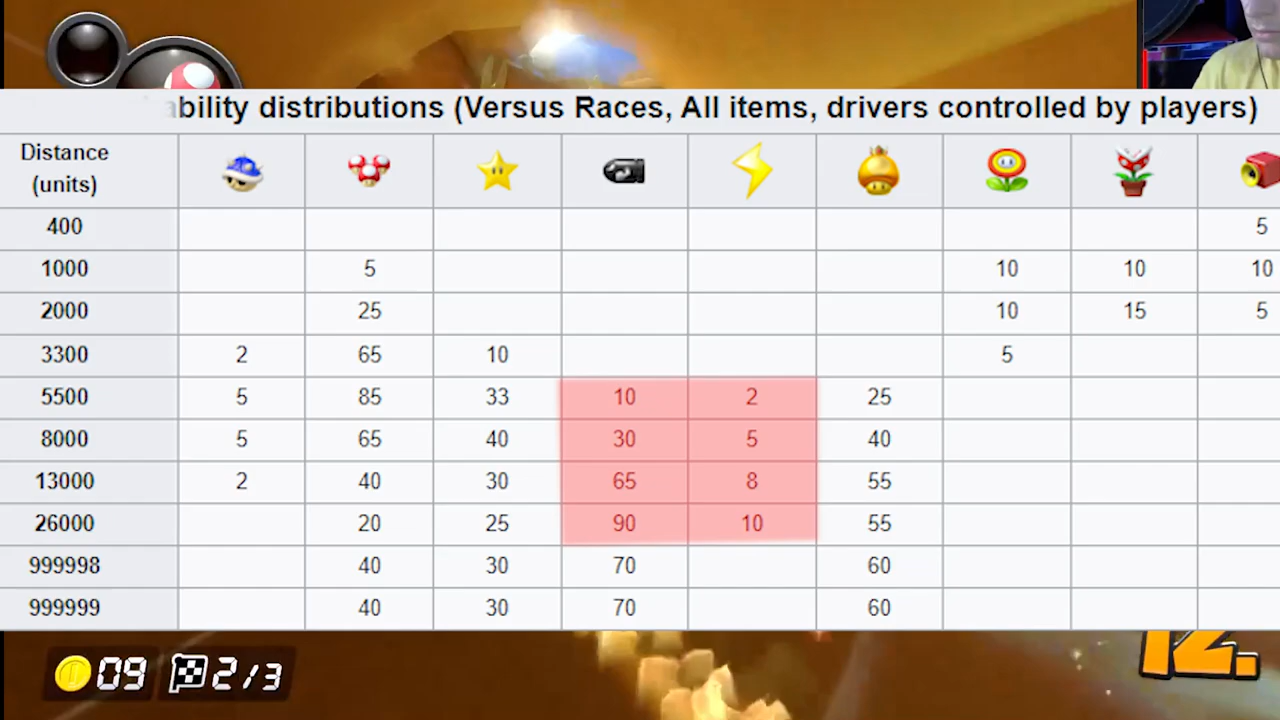 ability distributions (Versus Races, All items, drivers controlled by players)
Distance
(units)
400 5
1000 5 10 10 10
2000 25 10 15 5
3300 2 65 10 5
5500 5 85 33 10 2 25
8000 5 65 40 30 5 40
13000 2 40 30 65 8 55
26000 20 25 90 10 55
999998 40 30 70 60
999999 40 30 70 60
09 2/3
12.